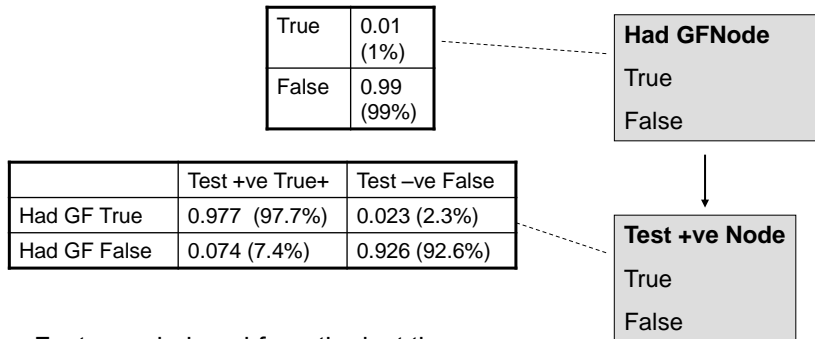 True 0.01
(1%)
False 0.99
(99%)
Had GFNode
True
False
Test +ve True+ Test –ve False
Had GF True 0.977 (97.7%) 0.023 (2.3%)
Had GF False 0.074 (7.4%) 0.926 (92.6%)
Test +ve Node
True
False